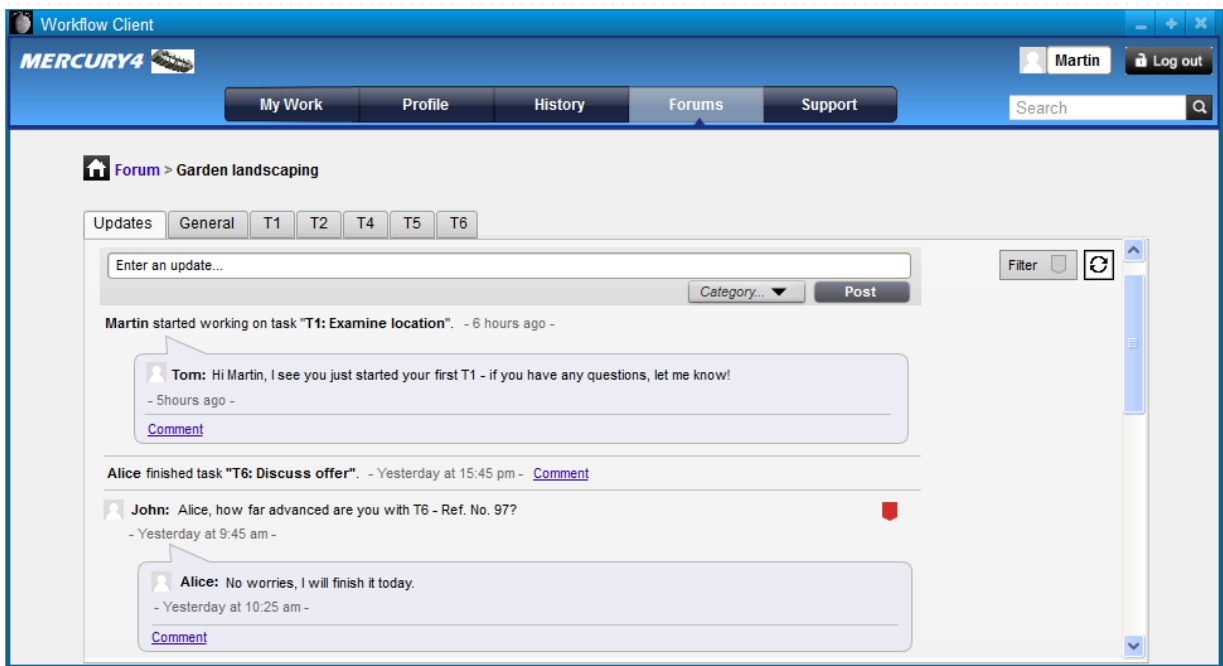 Workflow Client
MERCURY4
Martin
Log out
My Work Profile History Forums Support
Search
Forum > Garden landscaping
Updates General T1 T2 T4 T5 T6
Enter an update...
Filter
Category... Post
Martin started working on task "T1: Examine location". - 6 hours ago -
Tom: Hi Martin, I see you just started your first T1 - if you have any questions, let me know!
- 5hours ago -
Comment
Alice finished task "T6: Discuss offer". - Yesterday at 15:45 pm - Comment
John: Alice, how far advanced are you with T6 - Ref. No. 97?
- Yesterday at 9:45 am -
Alice: No worries, I will finish it today.
- Yesterday at 10:25 am -
Comment